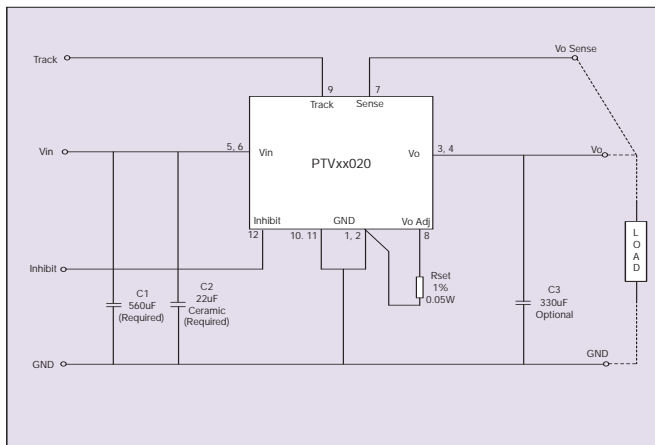 Vo Sense
Track
9
7
Track
Sense
Vin
5, 6
Vin
PTVxx020
Vo
3, 4
Vo
Inhibit
GND
Vo Adj
12
10. 11
1, 2
8
Inhibit
Rset
1%
0.05W
C1
560uF
(Required)
C2
22uF
Ceramic
(Required)
C3
330uF
Optional
L
O
A
D
GND
GND